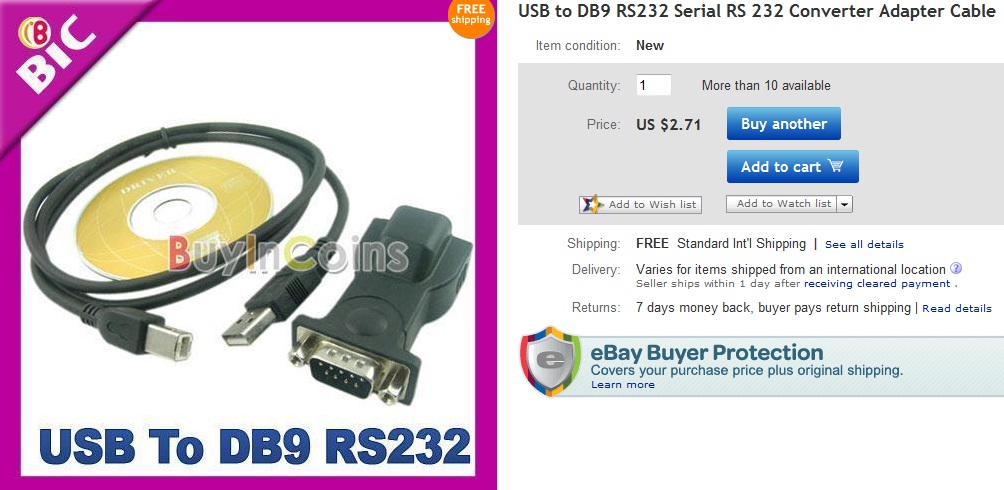 BIC
FREE
shipping
DRIVER
BuyInCoins
USB To DB9 RS232
USB to DB9 RS232 Serial RS 232 Converter Adapter Cable
Item condition: New
Quantity: 1 More than 10 available
Price: US $2.71 Buy another
Add to cart
Add to Wish list Add to Watch list
Shipping: FREE Standard Int'l Shipping | See all details
Delivery: Varies for items shipped from an international location ?
Seller ships within 1 day after receiving cleared payment .
Returns: 7 days money back, buyer pays return shipping | Read details
e eBay Buyer Protection
Covers your purchase price plus original shipping.
Learn more